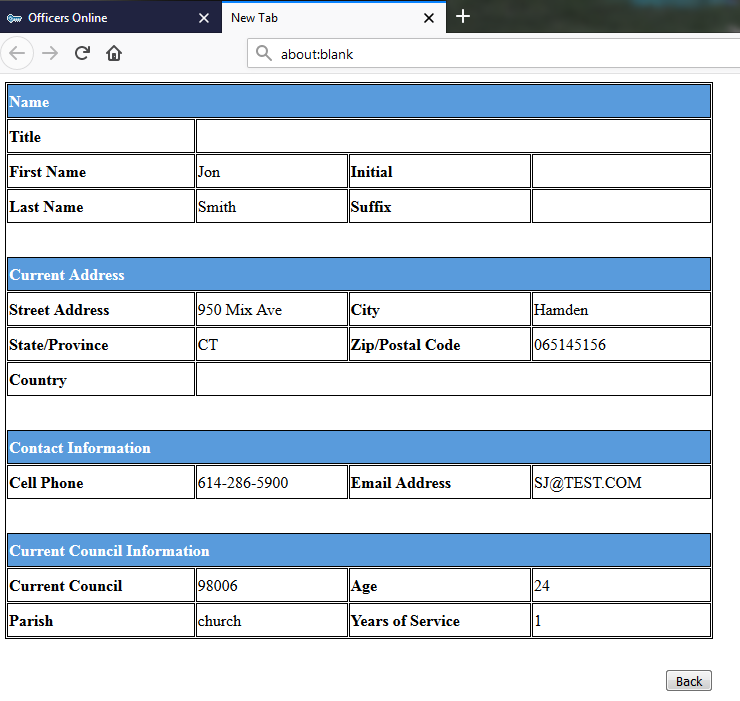 Officers Online New Tab
about:blank
Name
Title
First Name Jon Initial
Last Name Smith Suffix
Current Address
Street Address 950 Mix Ave City Hamden
State/Province CT Zip/Postal Code 065145156
Country
Contact Information
Cell Phone 614-286-5900 Email Address SJ@TEST.COM
Current Council Information
Current Council 98006 Age 24
Parish church Years of Service 1
Back